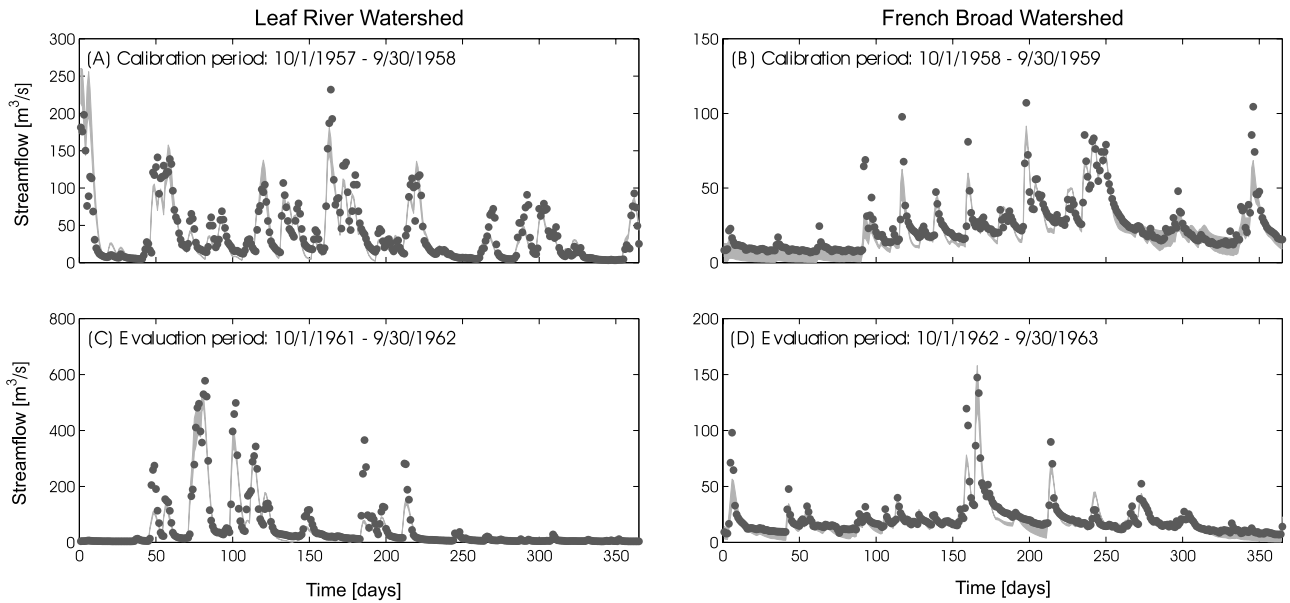 Leaf River Watershed
French Broad Watershed
300
250
200
150
100
50
0
Streamflow [m³/s]
(A) Calibration period: 10/1/1957 - 9/30/1958
150
100
50
0
(B) Calibration period: 10/1/1958 - 9/30/1959
800
600
400
200
0
Streamflow [m³/s]
(C) Evaluation period: 10/1/1961 - 9/30/1962
0 50 100 150 200 250 300 350
Time [days]
200
150
100
50
0
(D) Evaluation period: 10/1/1962 - 9/30/1963
0 50 100 150 200 250 300 350
Time [days]